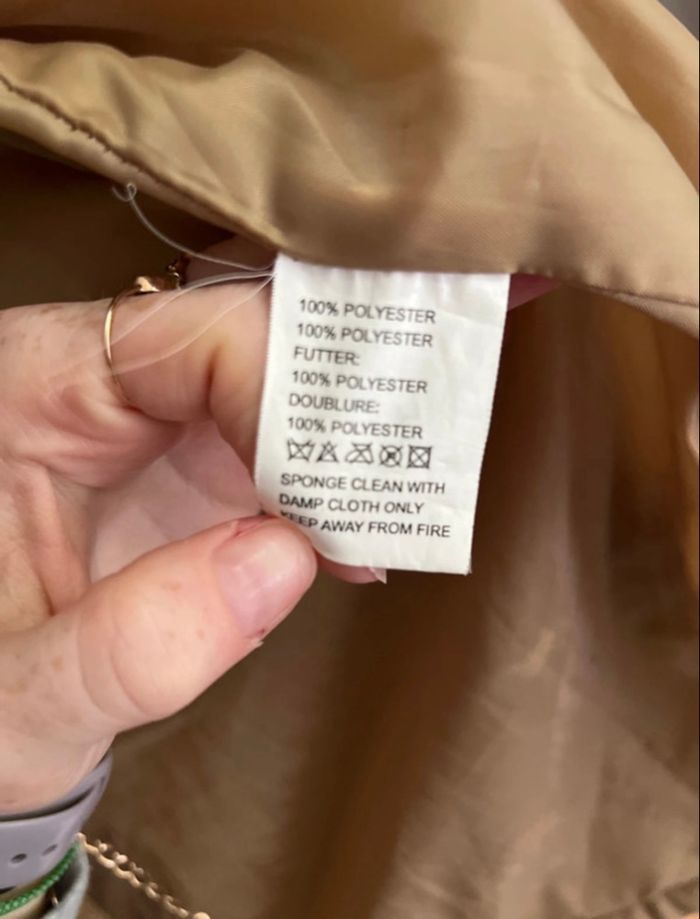 100% POLYESTER
100% POLYESTER
FUTTER:
100% POLYESTER
DOUBLURE:
100% POLYESTER
SPONGE CLEAN WITH
DAMP CLOTH ONLY
KEEP AWAY FROM FIRE